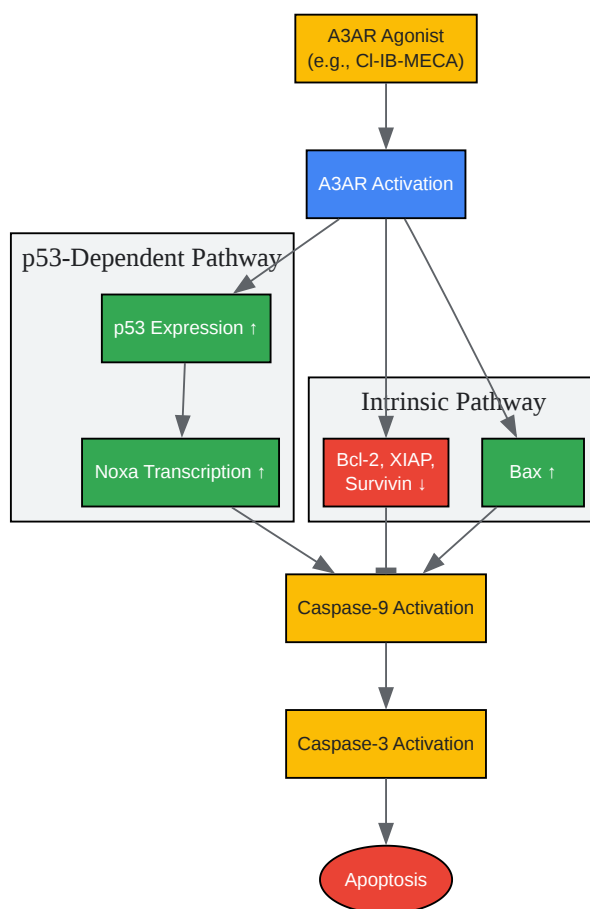 A3AR Agonist
(e.g., Cl-IB-MECA)
A3AR Activation
p53-Dependent Pathway
p53 Expression ↑
Noxa Transcription ↑
Intrinsic Pathway
Bcl-2, XIAP,
Survivin ↓
Bax ↑
Caspase-9 Activation
Caspase-3 Activation
Apoptosis